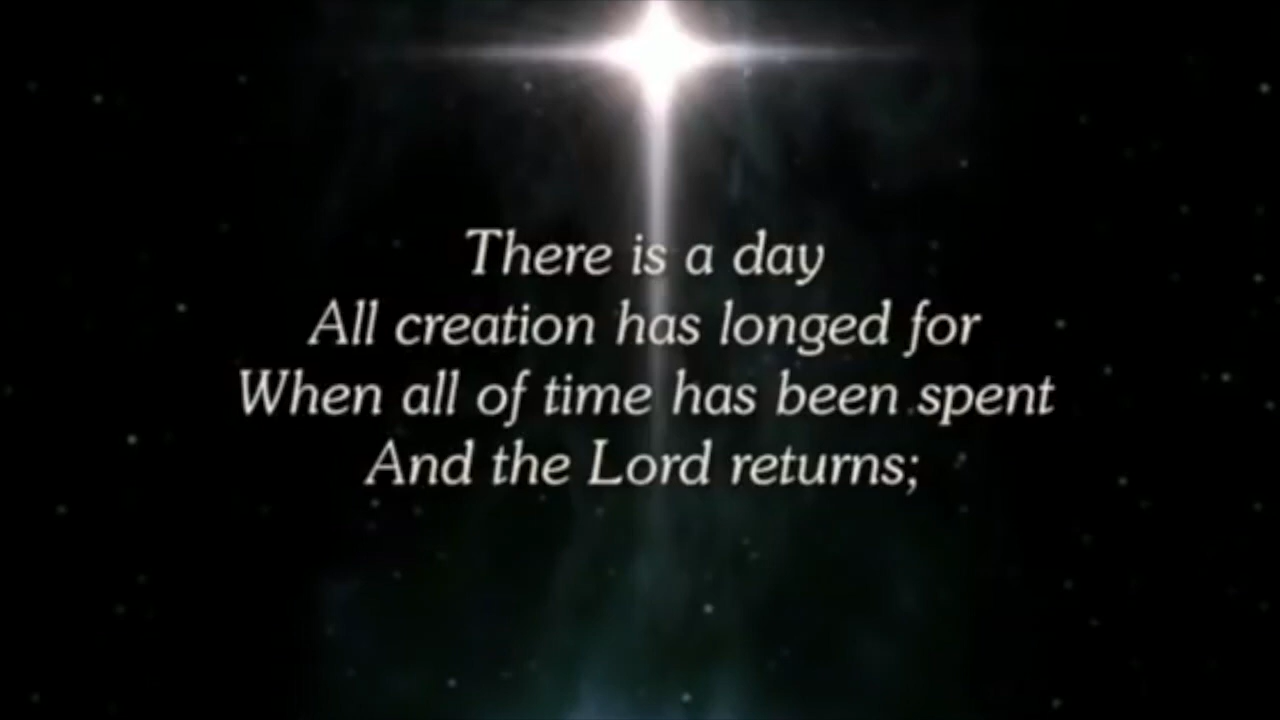 There is a day
All creation has longed for
When all of time has been spent
And the Lord returns;